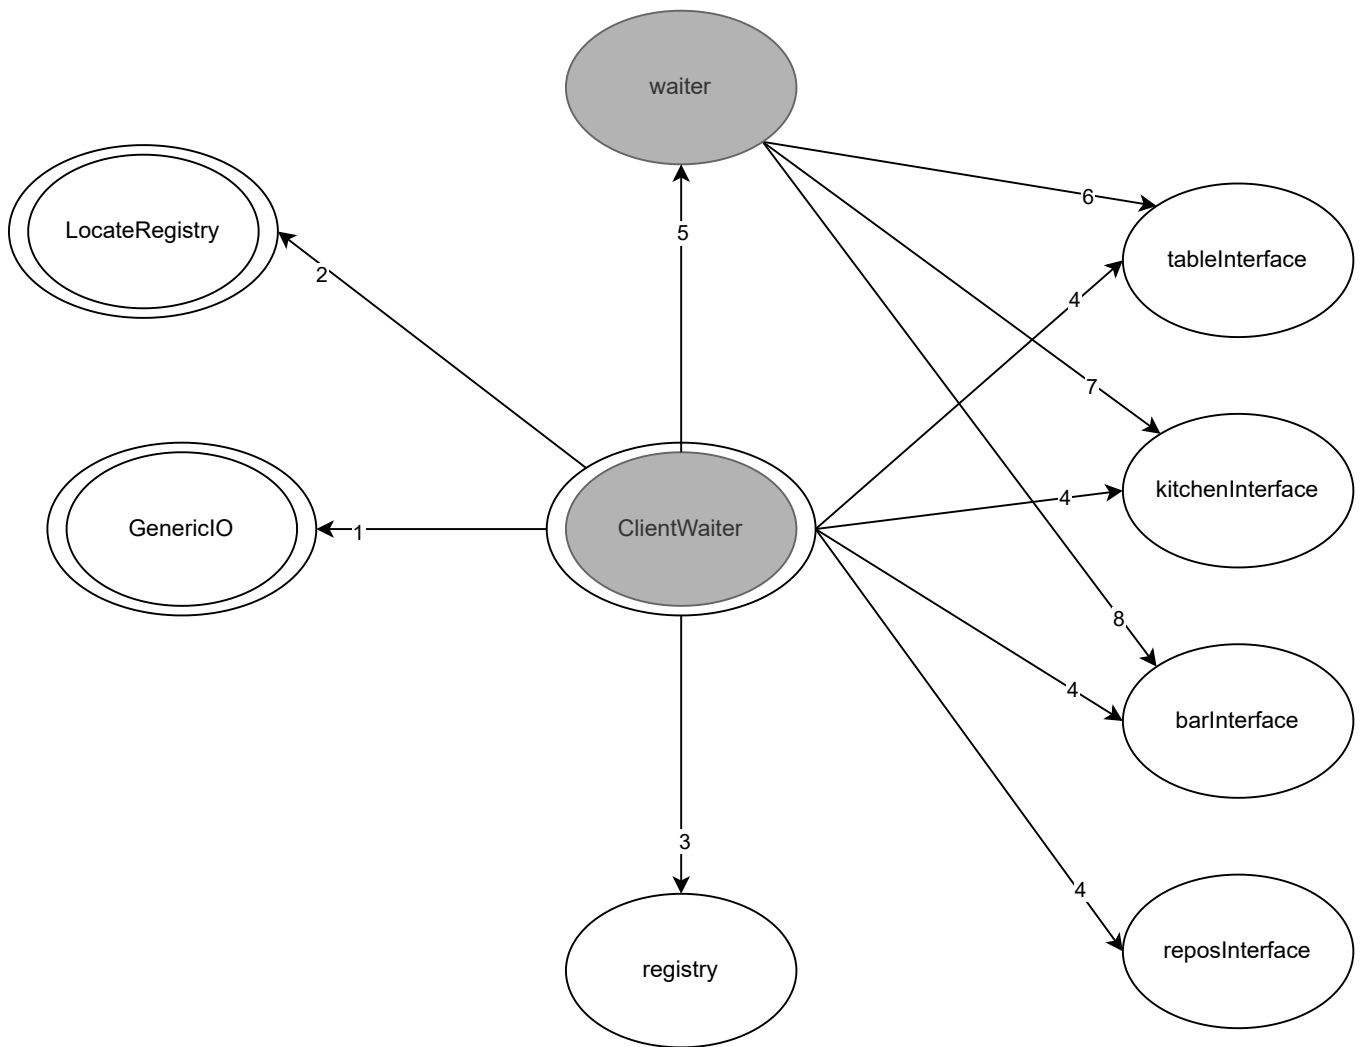 waiter
LocateRegistry
6
tableInterface
5
2
4
7
kitchenInterface
4
GenericIO
1
ClientWaiter
8
4
barInterface
3
4
reposInterface
registry